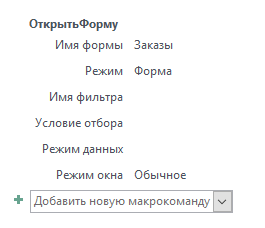 ОткрытьФорму
Имя формы Заказы
Режим Форма
Имя фильтра
Условие отбора
Режим данных
Режим окна Обычное
Добавить новую макрокоманду